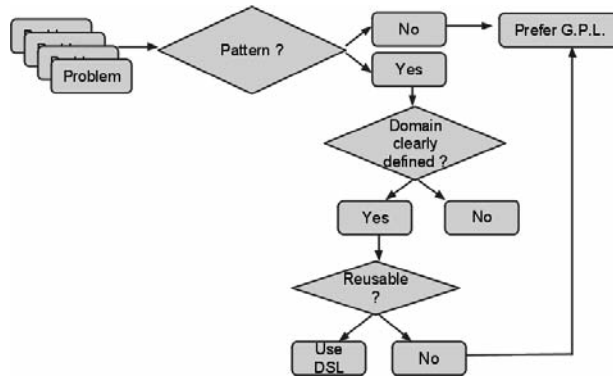 Problem
Pattern ?
No
Prefer G.P.L.
Yes
Domain
clearly
defined ?
Yes
No
Reusable
?
Use
DSL
No